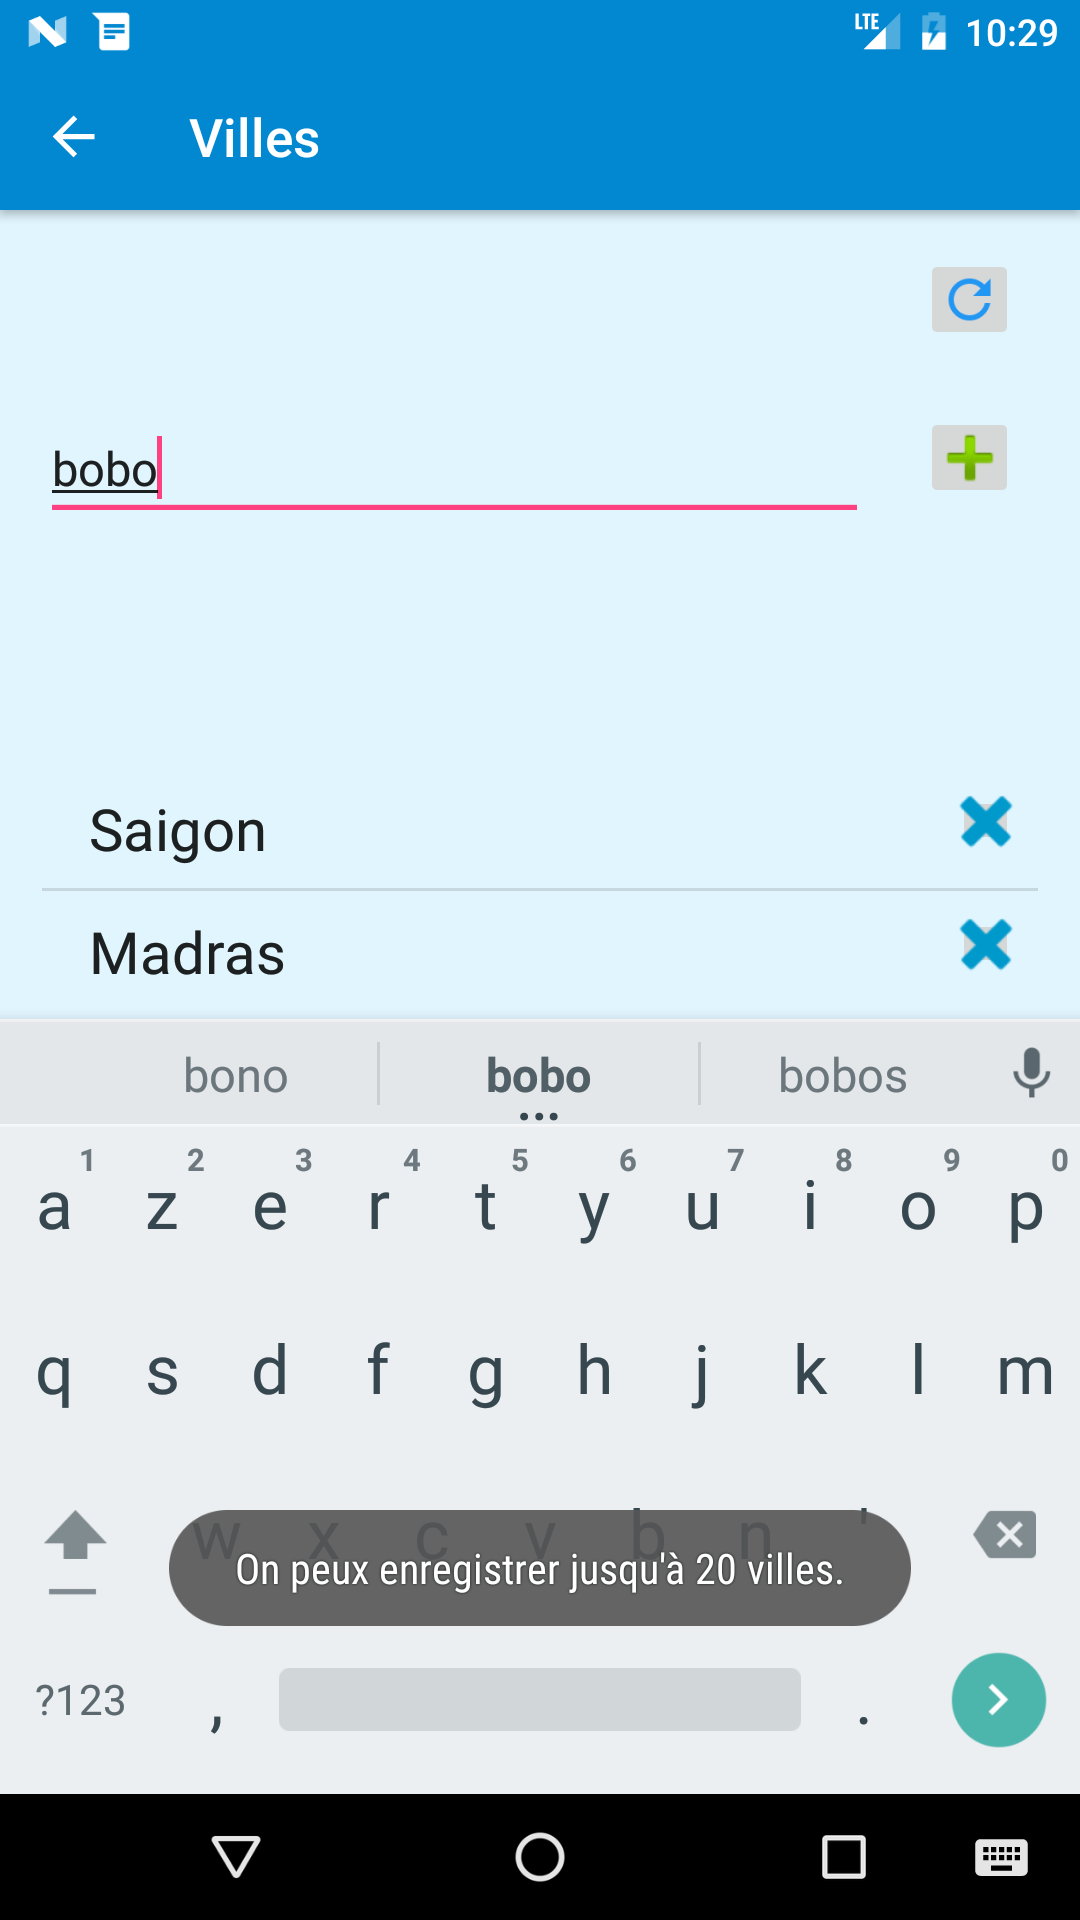 LTE 10:29
Villes
bobo
Saigon
Madras
bono bobo bobos
1 2 3 4 5 6 7 8 9 0
a z e r t y u i o p
q s d f g h j k l m
w x c v b n '
On peux enregistrer jusqu'à 20 villes.
?123 , .